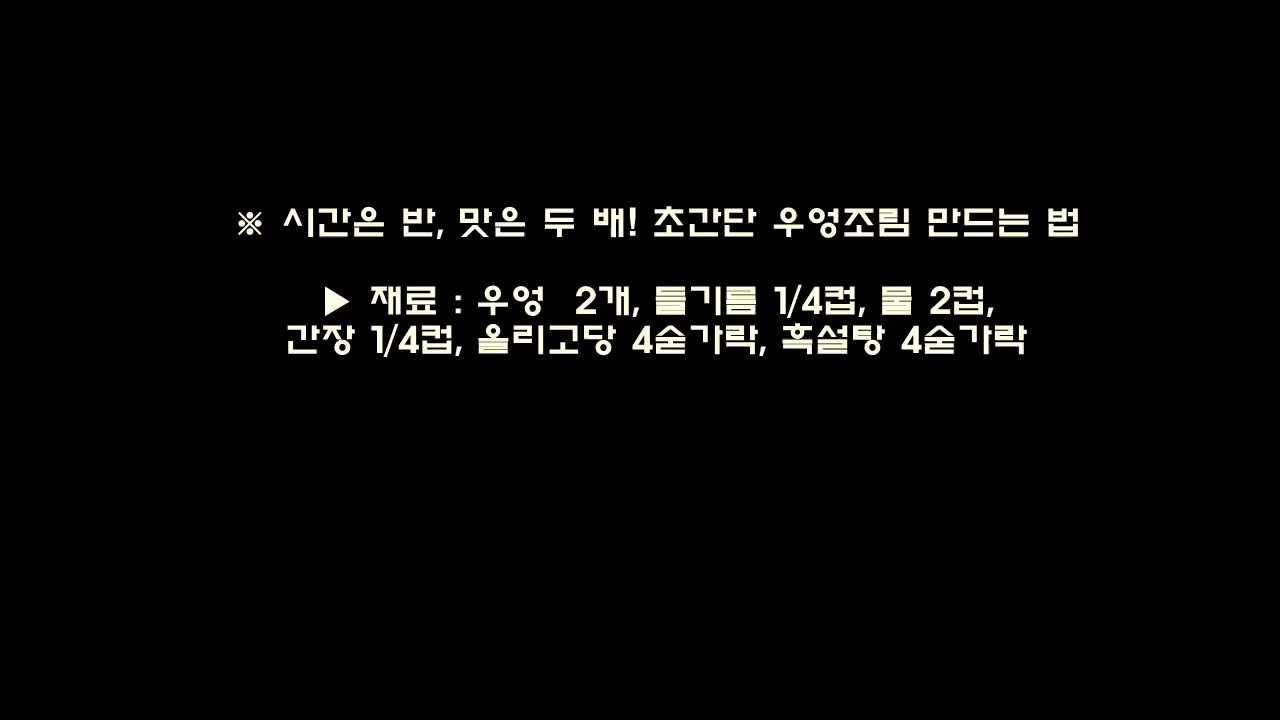 ※ 시간은 반, 맛은 두 배! 초간단 우엉조림 만드는 법
▶ 재료 : 우엉 2개, 들기름 1/4컵, 물 2컵,
간장 1/4컵, 올리고당 4숟가락, 흑설탕 4숟가락